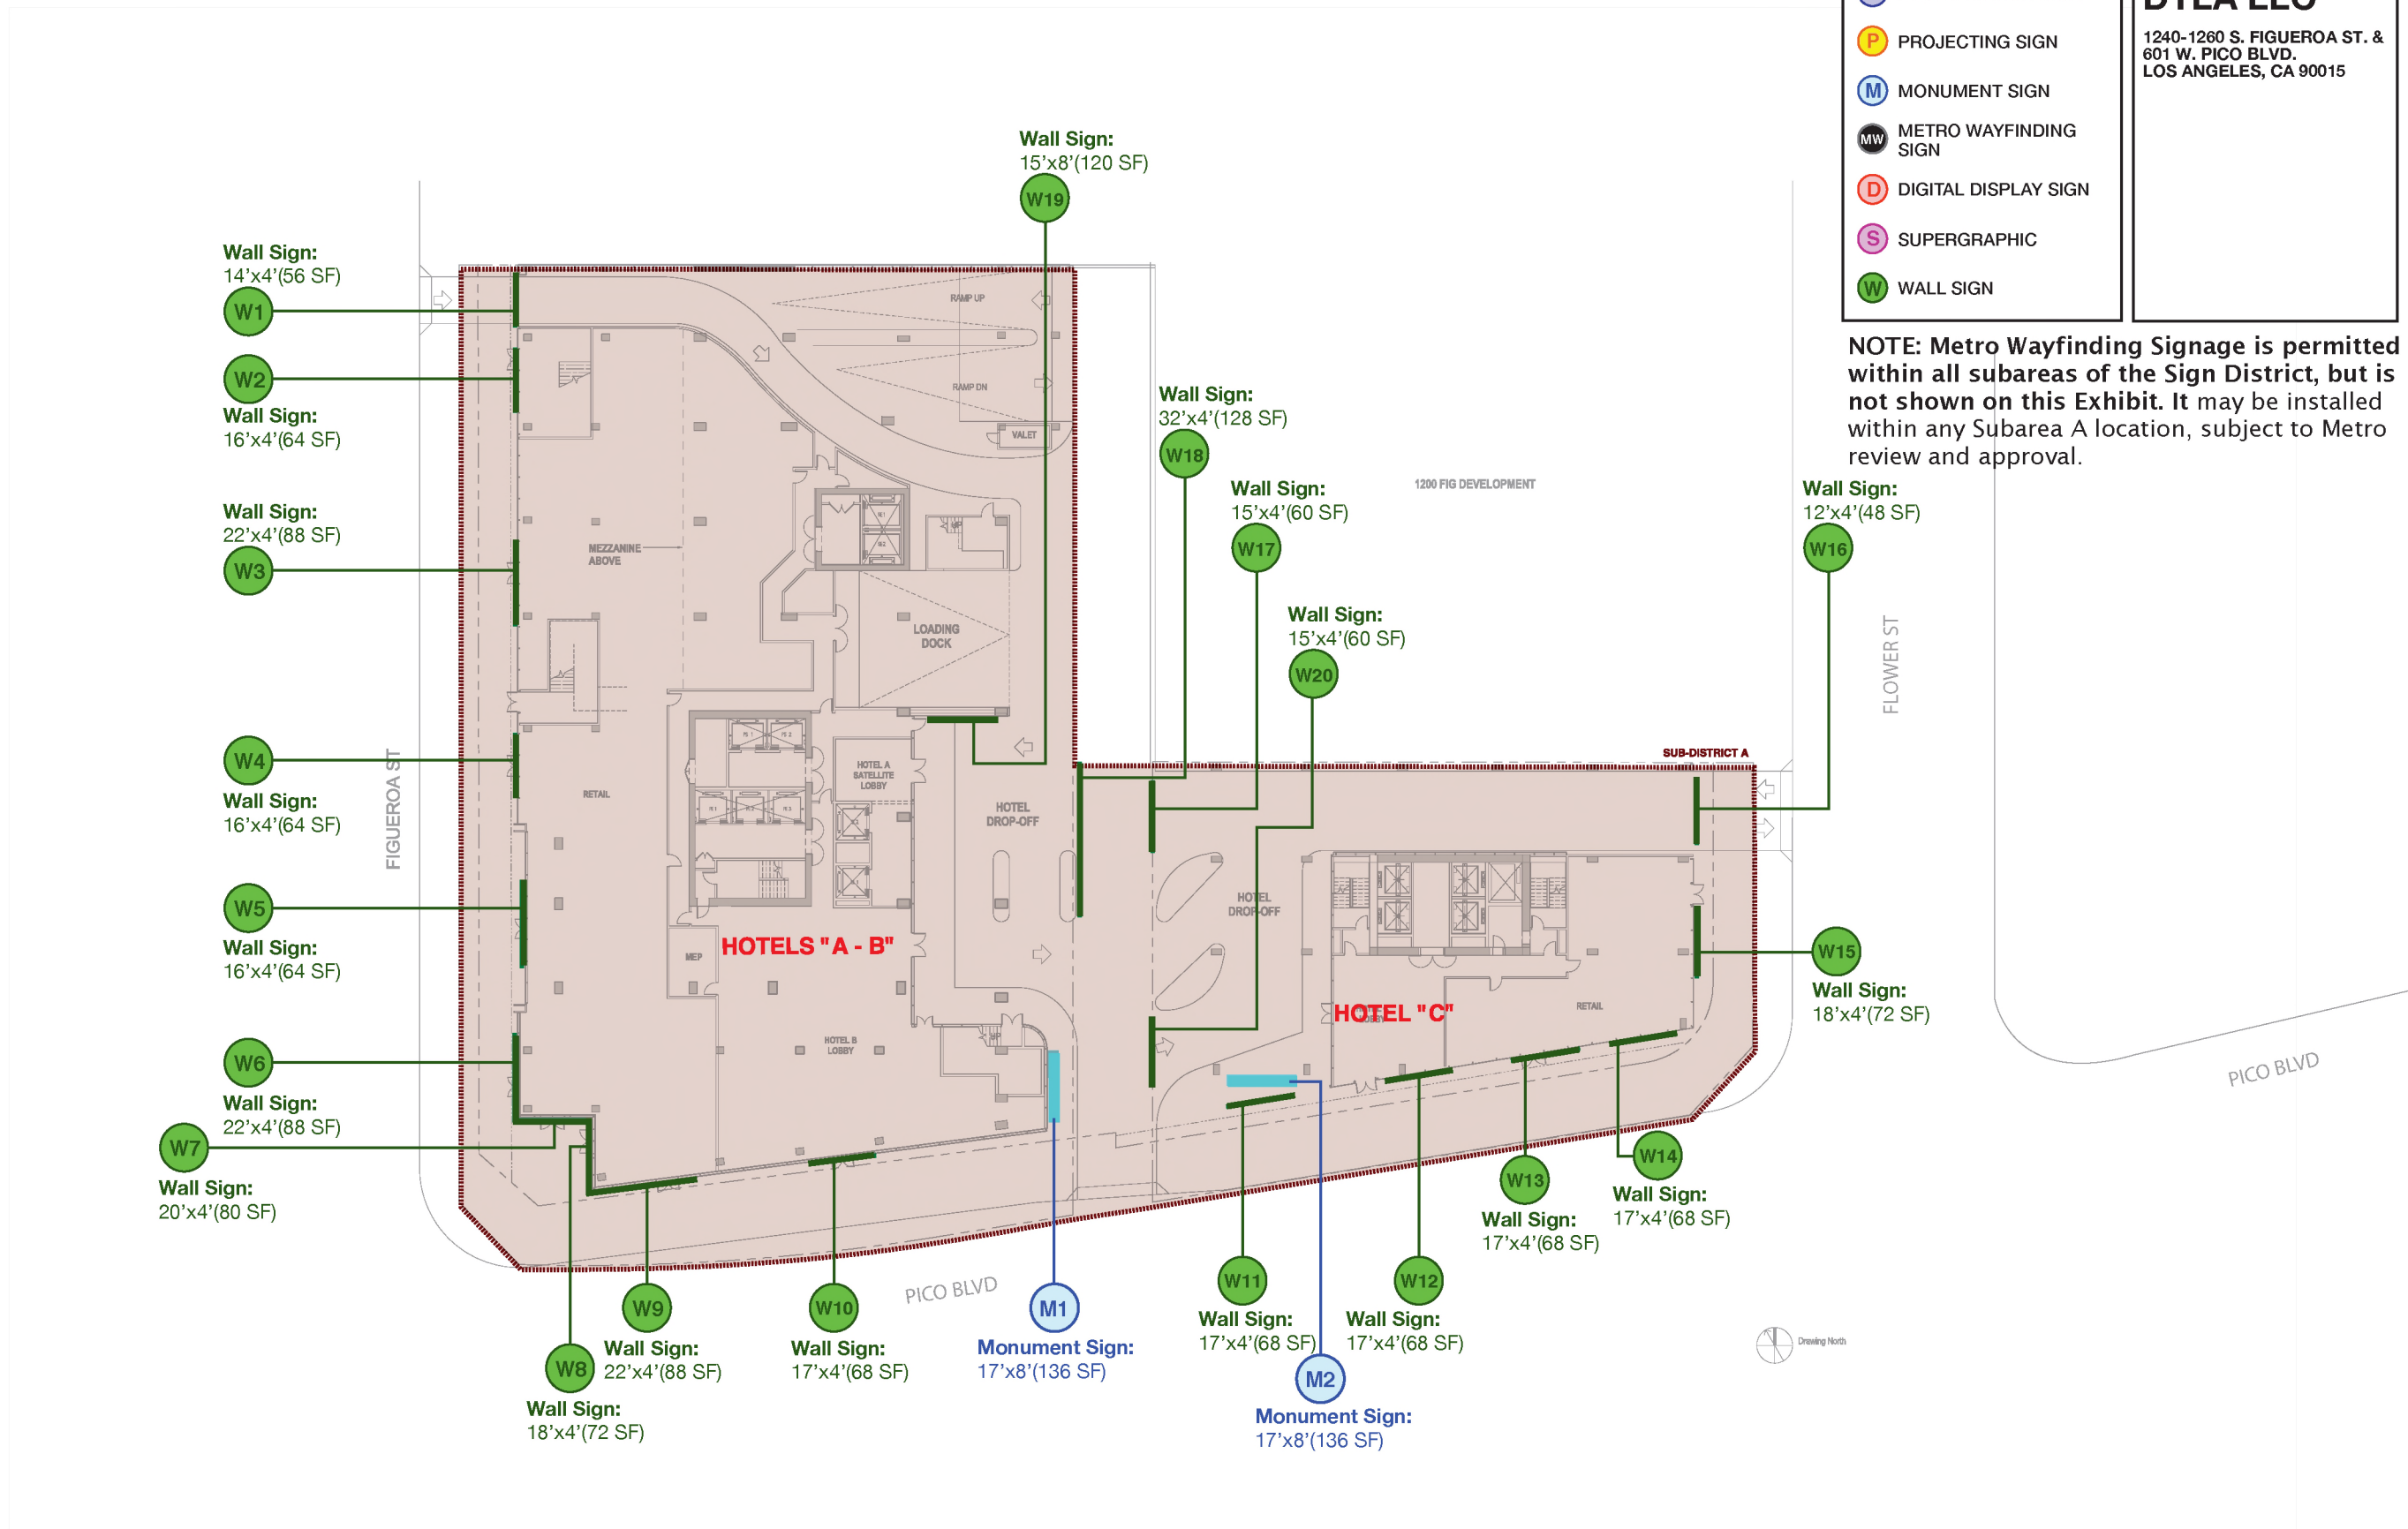 DTLA LLC
1240-1260 S. FIGUEROA ST. &
601 W. PICO BLVD.
LOS ANGELES, CA 90015
P PROJECTING SIGN
M MONUMENT SIGN
MW METRO WAYFINDING
SIGN
D DIGITAL DISPLAY SIGN
S SUPERGRAPHIC
W WALL SIGN
NOTE: Metro Wayfinding Signage is permitted
within all subareas of the Sign District, but is
not shown on this Exhibit. It may be installed
within any Subarea A location, subject to Metro
review and approval.
Wall Sign:
15'x8'(120 SF)
W19
Wall Sign:
14'x4'(56 SF)
W1
W2
Wall Sign:
16'x4'(64 SF)
Wall Sign:
22'x4'(88 SF)
W3
W4
Wall Sign:
16'x4'(64 SF)
W5
Wall Sign:
16'x4'(64 SF)
W6
Wall Sign:
22'x4'(88 SF)
W7
Wall Sign:
20'x4'(80 SF)
W8
Wall Sign:
18'x4'(72 SF)
W9
Wall Sign:
22'x4'(88 SF)
W10
Wall Sign:
17'x4'(68 SF)
M1
Monument Sign:
17'x8'(136 SF)
W11
Wall Sign:
17'x4'(68 SF)
M2
Monument Sign:
17'x8'(136 SF)
W12
Wall Sign:
17'x4'(68 SF)
W13
Wall Sign:
17'x4'(68 SF)
W14
Wall Sign:
17'x4'(68 SF)
W15
Wall Sign:
18'x4'(72 SF)
Wall Sign:
12'x4'(48 SF)
W16
Wall Sign:
15'x4'(60 SF)
W17
Wall Sign:
32'x4'(128 SF)
W18
Wall Sign:
15'x4'(60 SF)
W20
1200 FIG DEVELOPMENT
SUB-DISTRICT A
FIGUEROA ST
FLOWER ST
PICO BLVD
PICO BLVD
RAMP UP
RAMP DN
VALET
MEZZANINE
ABOVE
LOADING
DOCK
HOTEL A
SATELLITE
LOBBY
RETAIL
HOTEL
DROP-OFF
HOTEL
DROP-OFF
MEP
HOTELS "A - B"
HOTEL B
LOBBY
HOTEL "C"
LOBBY
RETAIL
Drawing North